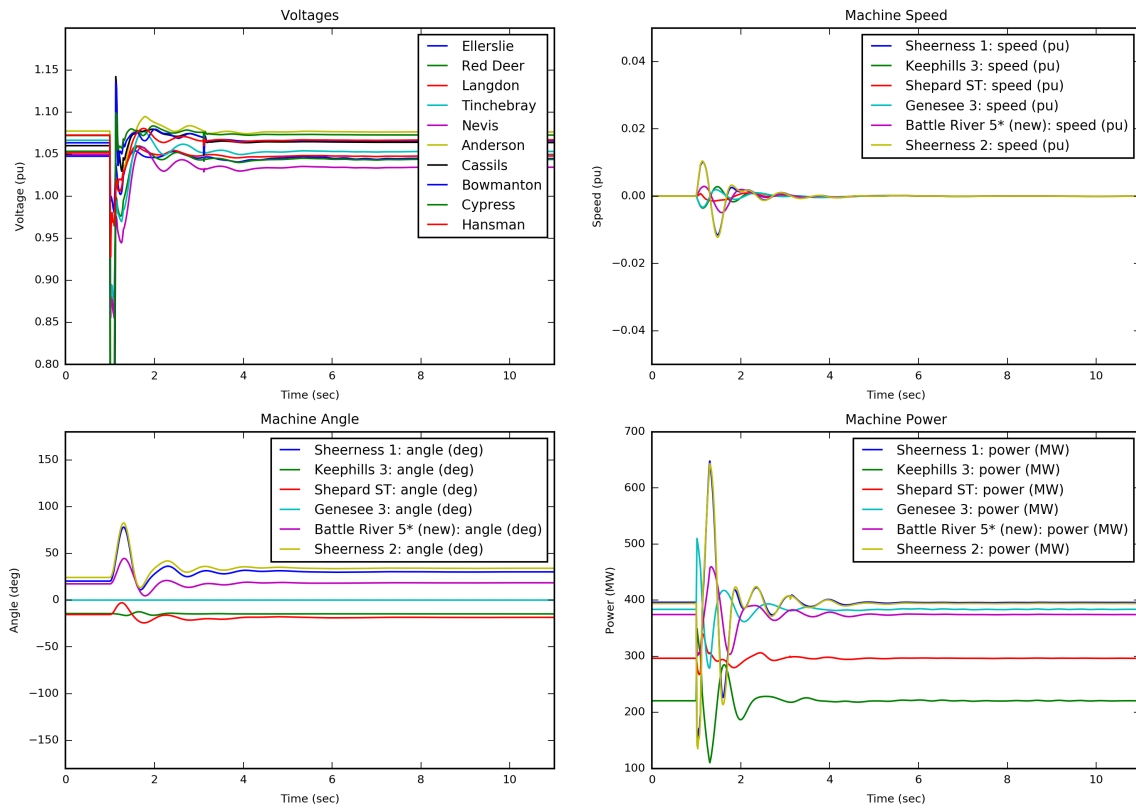 Voltages
Voltage (pu)
1.15
1.10
1.05
1.00
0.95
0.90
0.85
0.80
0 2 4 6 8 10
Time (sec)
Ellerslie
Red Deer
Langdon
Tinchebray
Nevis
Anderson
Cassils
Bowmanton
Cypress
Hansman
Machine Speed
Speed (pu)
0.04
0.02
0.00
−0.02
−0.04
0 2 4 6 8 10
Time (sec)
Sheerness 1: speed (pu)
Keephills 3: speed (pu)
Shepard ST: speed (pu)
Genesee 3: speed (pu)
Battle River 5* (new): speed (pu)
Sheerness 2: speed (pu)
Machine Angle
Angle (deg)
150
100
50
0
−50
−100
−150
0 2 4 6 8 10
Time (sec)
Sheerness 1: angle (deg)
Keephills 3: angle (deg)
Shepard ST: angle (deg)
Genesee 3: angle (deg)
Battle River 5* (new): angle (deg)
Sheerness 2: angle (deg)
Machine Power
Power (MW)
700
600
500
400
300
200
100
0 2 4 6 8 10
Time (sec)
Sheerness 1: power (MW)
Keephills 3: power (MW)
Shepard ST: power (MW)
Genesee 3: power (MW)
Battle River 5* (new): power (MW)
Sheerness 2: power (MW)